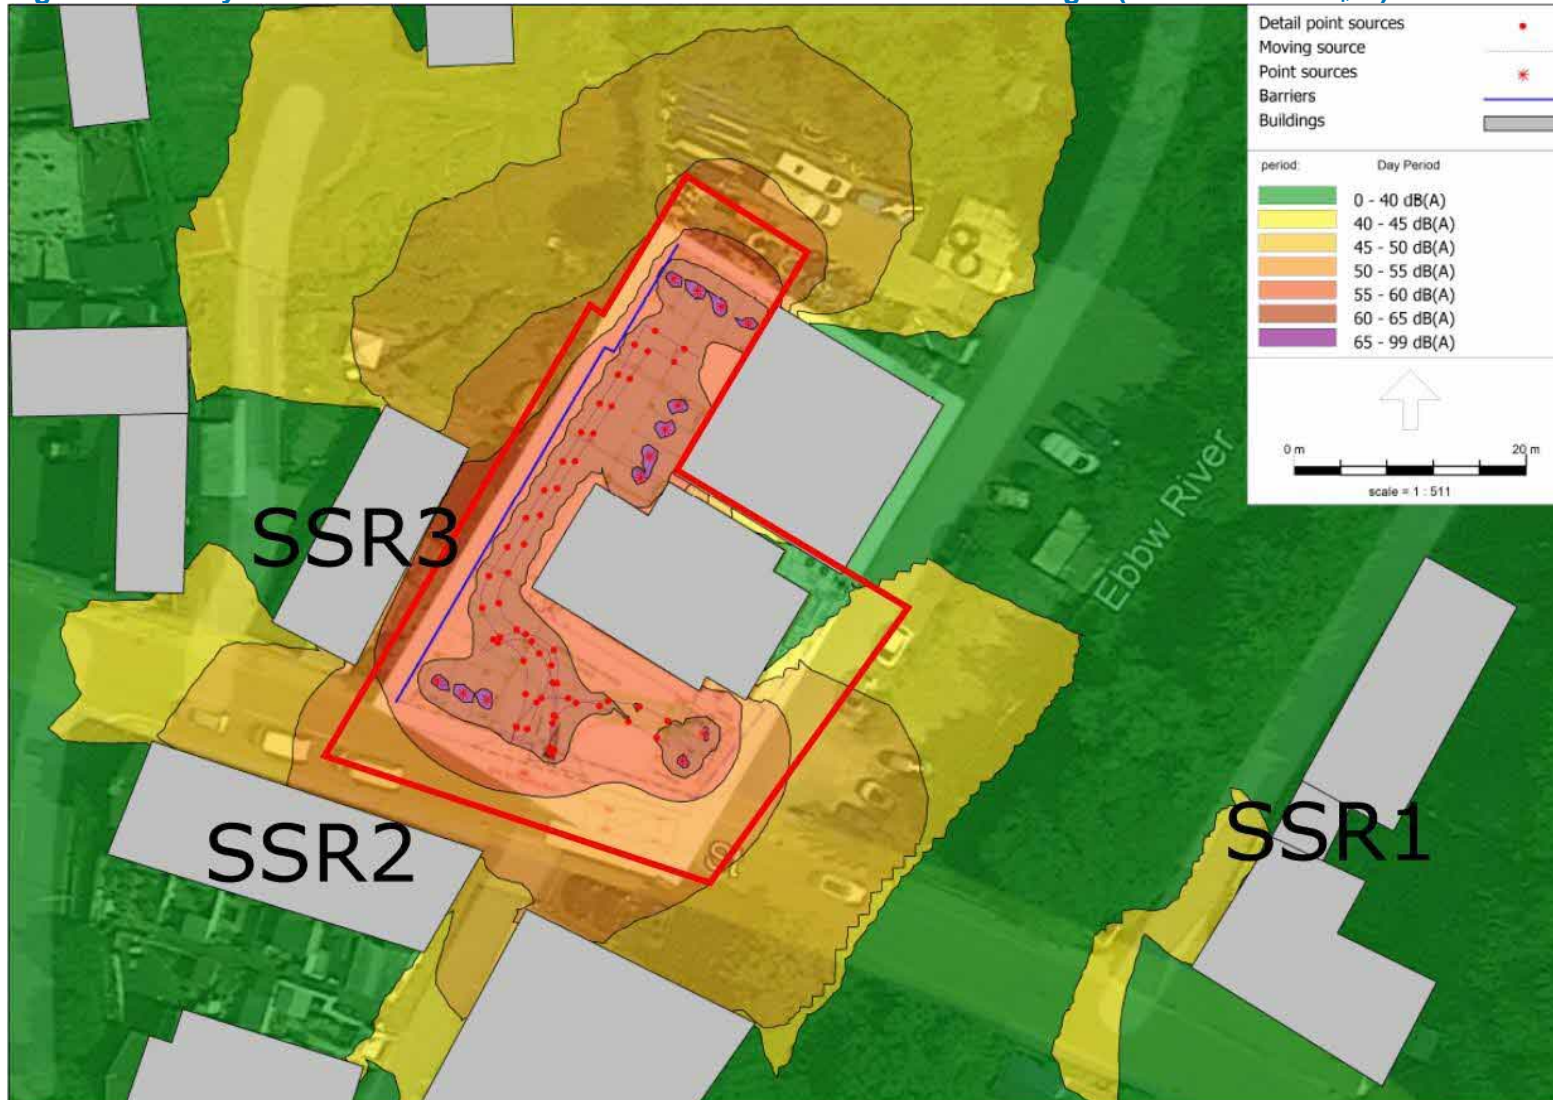 Detail point sources
Moving source
Point sources
Barriers
Buildings
period: Day Period
0 - 40 dB(A)
40 - 45 dB(A)
45 - 50 dB(A)
50 - 55 dB(A)
55 - 60 dB(A)
60 - 65 dB(A)
65 - 99 dB(A)
0 m 20 m
scale = 1 : 511
Ebbw River
SSR3
SSR2
SSR1